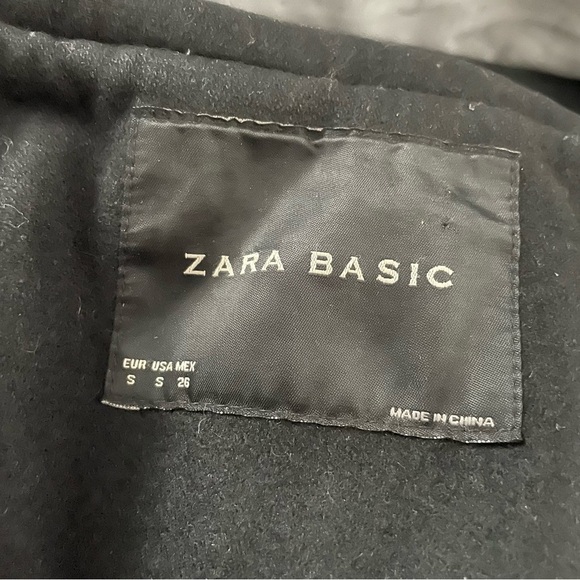 ZARA BASIC
EUR USA MEX
S S 26
MADE IN CHINA